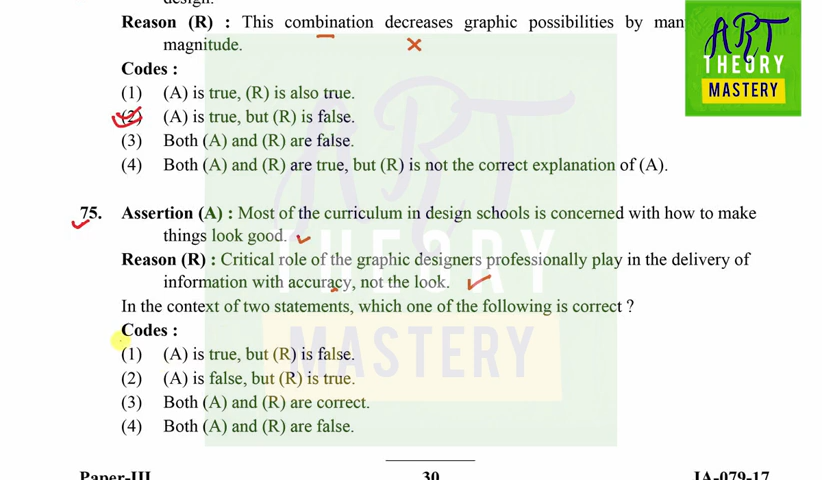 design.
Reason (R) : This combination decreases graphic possibilities by man
magnitude.
Codes :
(1) (A) is true, (R) is also true.
(2) (A) is true, but (R) is false.
(3) Both (A) and (R) are false.
(4) Both (A) and (R) are true, but (R) is not the correct explanation of (A).
75. Assertion (A) : Most of the curriculum in design schools is concerned with how to make
things look good.
Reason (R) : Critical role of the graphic designers professionally play in the delivery of
information with accuracy, not the look.
In the context of two statements, which one of the following is correct ?
Codes :
(1) (A) is true, but (R) is false.
(2) (A) is false, but (R) is true.
(3) Both (A) and (R) are correct.
(4) Both (A) and (R) are false.
Paper-III 30 JA-079-17
ART
THEORY
MASTERY
ART
THEORY
MASTERY